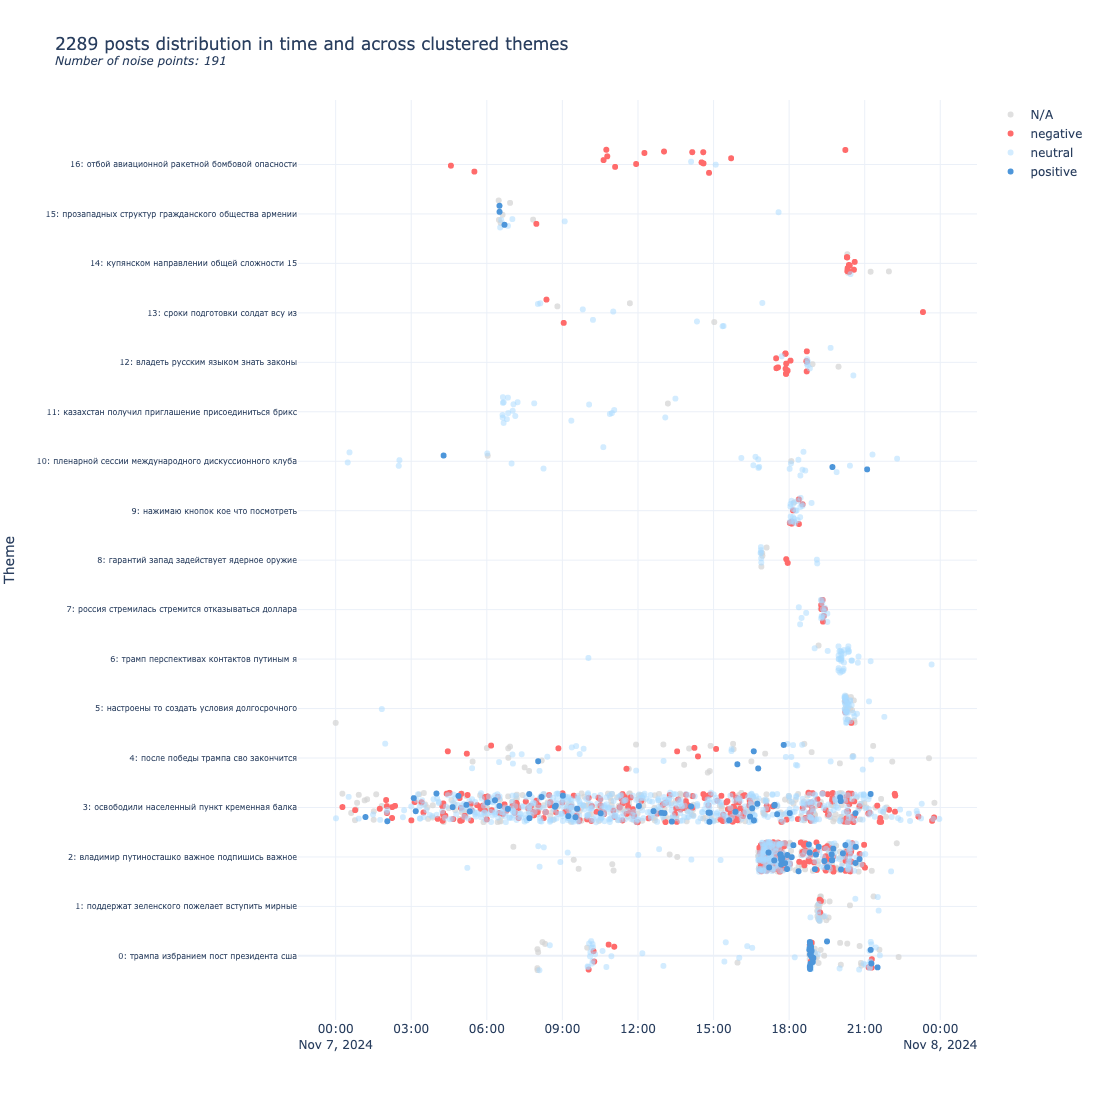 2289 posts distribution in time and across clustered themes
Number of noise points: 191
N/A
negative
neutral
positive
Theme
16: отбой авиационной ракетной бомбовой опасности
15: прозападных структур гражданского общества армении
14: купянском направлении общей сложности 15
13: сроки подготовки солдат всу из
12: владеть русским языком знать законы
11: казахстан получил приглашение присоединиться брикс
10: пленарной сессии международного дискуссионного клуба
9: нажимаю кнопок кое что посмотреть
8: гарантий запад задействует ядерное оружие
7: россия стремилась стремится отказываться доллара
6: трамп перспективах контактов путиным я
5: настроены то создать условия долгосрочного
4: после победы трампа сво закончится
3: освободили населенный пункт кременная балка
2: владимир путиносташко важное подпишись важное
1: поддержат зеленского пожелает вступить мирные
0: трампа избранием пост президента сша
00:00 03:00 06:00 09:00 12:00 15:00 18:00 21:00 00:00
Nov 7, 2024 Nov 8, 2024